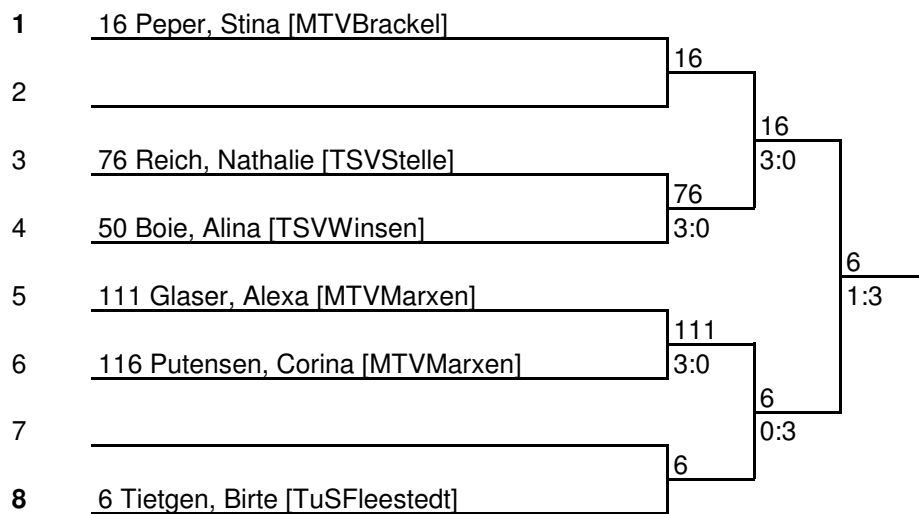 1 16 Peper, Stina [MTVBrackel]
16
2
16
3 76 Reich, Nathalie [TSVStelle] 3:0
76
4 50 Boie, Alina [TSVWinsen] 3:0
6
5 111 Glaser, Alexa [MTVMarxen] 1:3
111
6 116 Putensen, Corina [MTVMarxen] 3:0
6
7 0:3
6
8 6 Tietgen, Birte [TuSFleestedt]